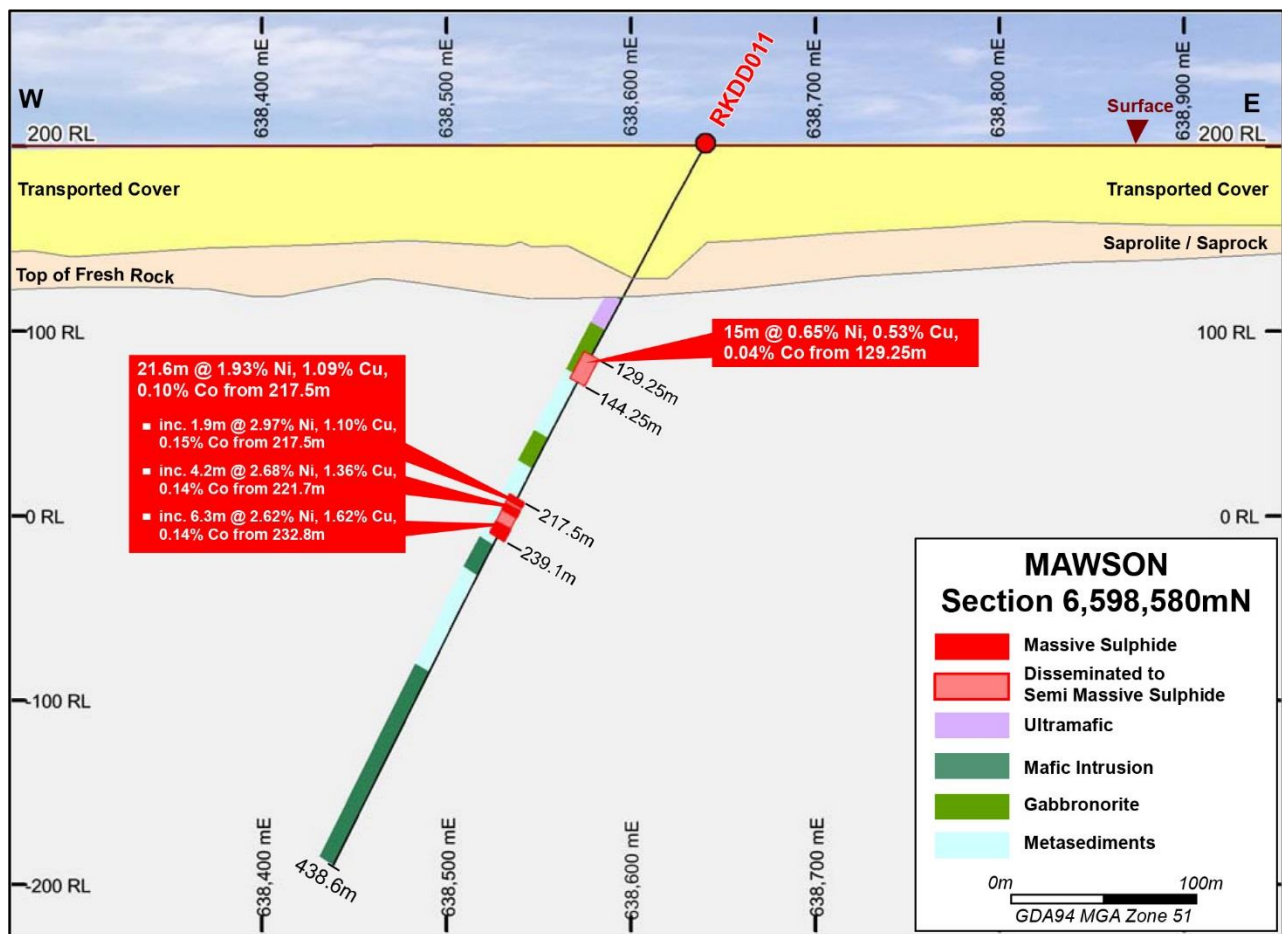 638,400 mE
638,500 mE
638,600 mE
638,700 mE
638,800 mE
638,900 mE
RKDD011
W
E
Surface
200 RL
200 RL
Transported Cover
Transported Cover
Saprolite / Saprock
Top of Fresh Rock
100 RL
100 RL
15m @ 0.65% Ni, 0.53% Cu,
0.04% Co from 129.25m
129.25m
144.25m
21.6m @ 1.93% Ni, 1.09% Cu,
0.10% Co from 217.5m
inc. 1.9m @ 2.97% Ni, 1.10% Cu,
0.15% Co from 217.5m
inc. 4.2m @ 2.68% Ni, 1.36% Cu,
0.14% Co from 221.7m
inc. 6.3m @ 2.62% Ni, 1.62% Cu,
0.14% Co from 232.8m
0 RL
0 RL
217.5m
239.1m
-100 RL
-200 RL
438.6m
638,400 mE
638,500 mE
638,600 mE
638,700 mE
MAWSON
Section 6,598,580mN
Massive Sulphide
Disseminated to
Semi Massive Sulphide
Ultramafic
Mafic Intrusion
Gabbronorite
Metasediments
0m
100m
GDA94 MGA Zone 51